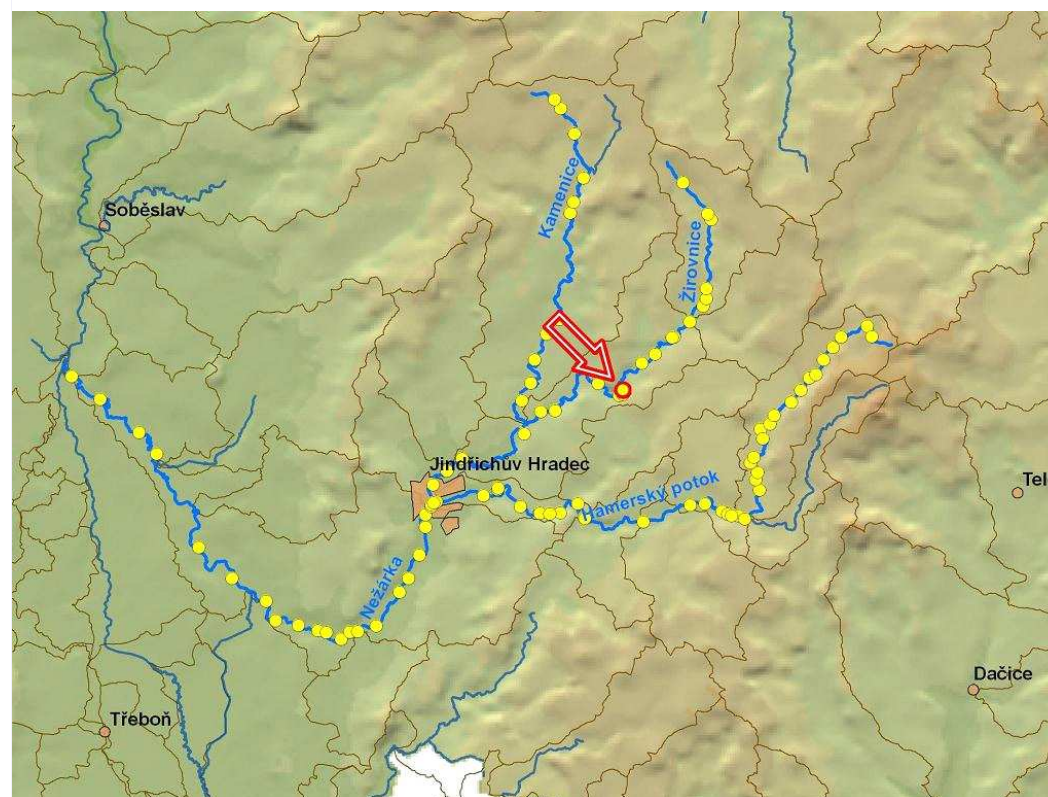 Kamenice
Soběslav
Žirovnice
Jindřichův Hradec
Tel
Hamerský potok
Nežárka
Dačice
Třeboň